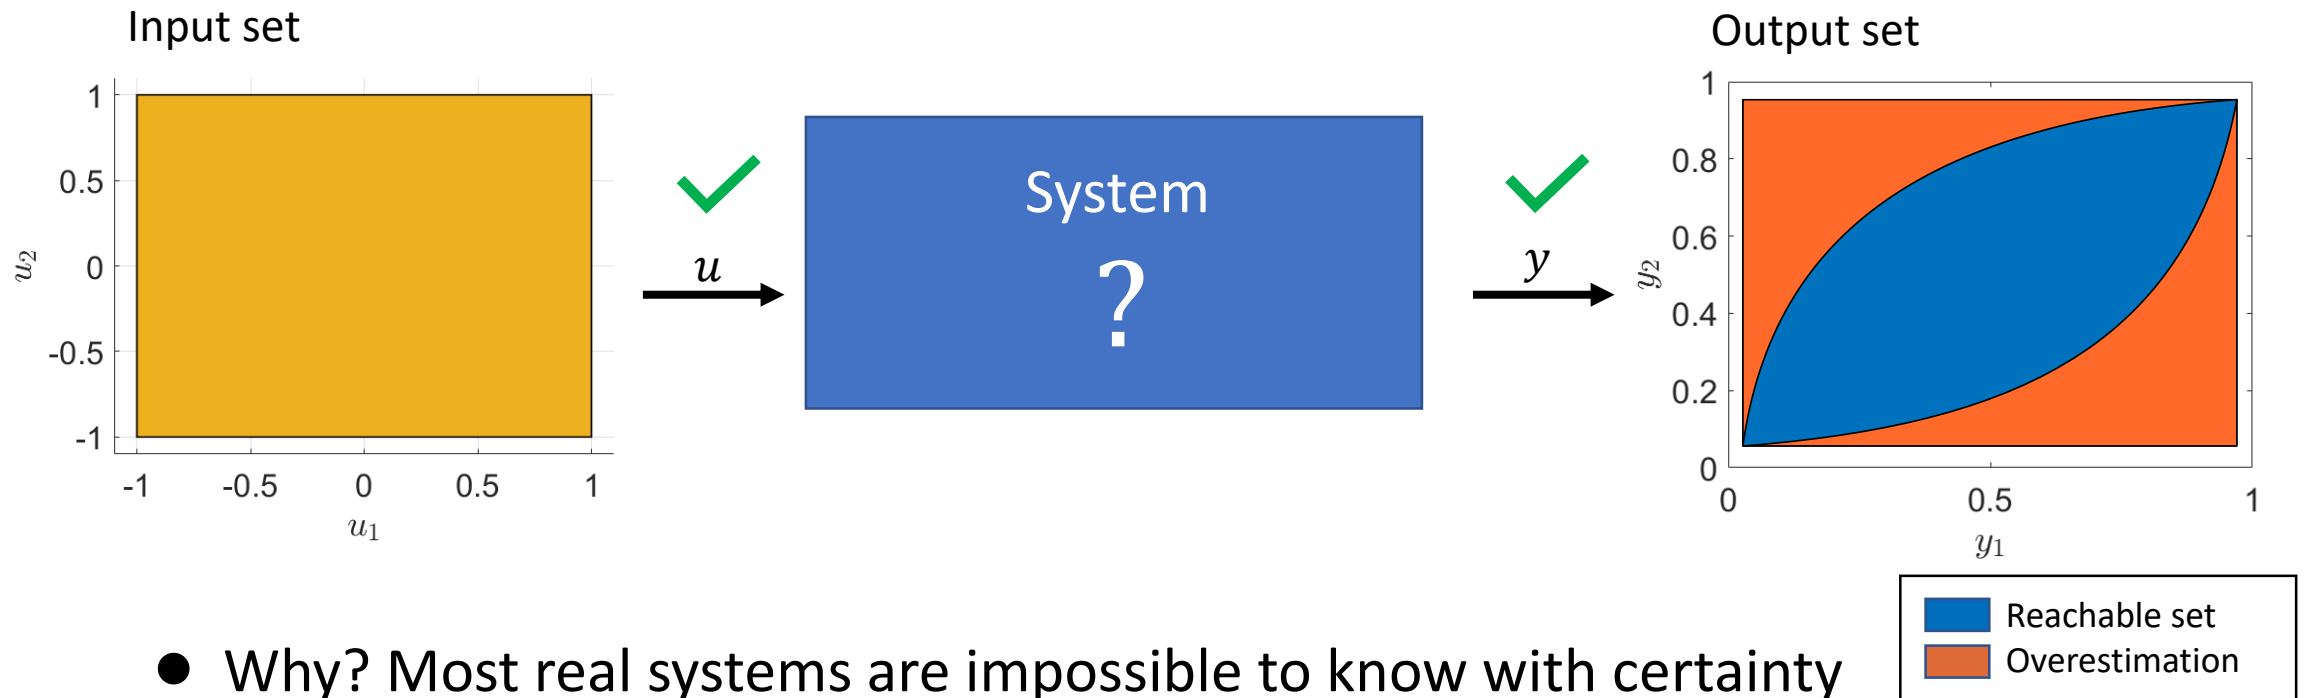 Input set
1
0.5
0
-0.5
-1
u2
-1 -0.5 0 0.5 1
u1
u
System
?
y
Output set
1
0.8
0.6
0.4
0.2
0
y2
0 0.5 1
y1
Reachable set
Overestimation
● Why? Most real systems are impossible to know with certainty